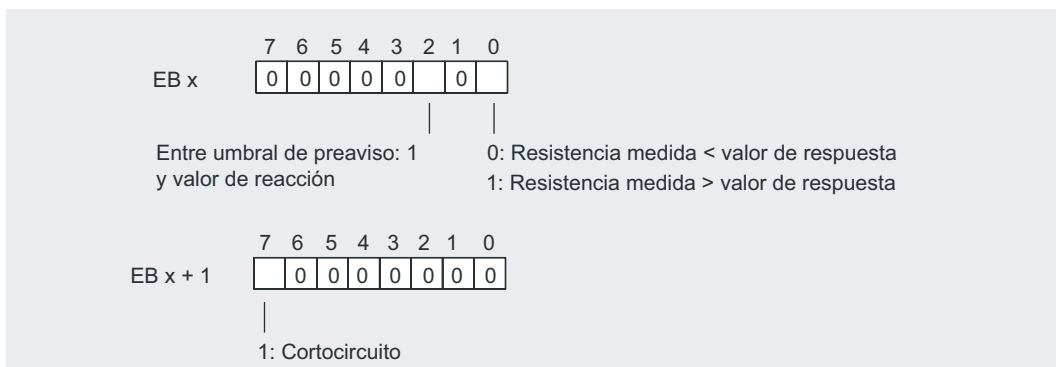 7 6 5 4 3 2 1 0
EB x 0 0 0 0 0 0
Entre umbral de preaviso: 1
y valor de reacción
0: Resistencia medida < valor de respuesta
1: Resistencia medida > valor de respuesta
7 6 5 4 3 2 1 0
EB x + 1 0 0 0 0 0 0 0
1: Cortocircuito